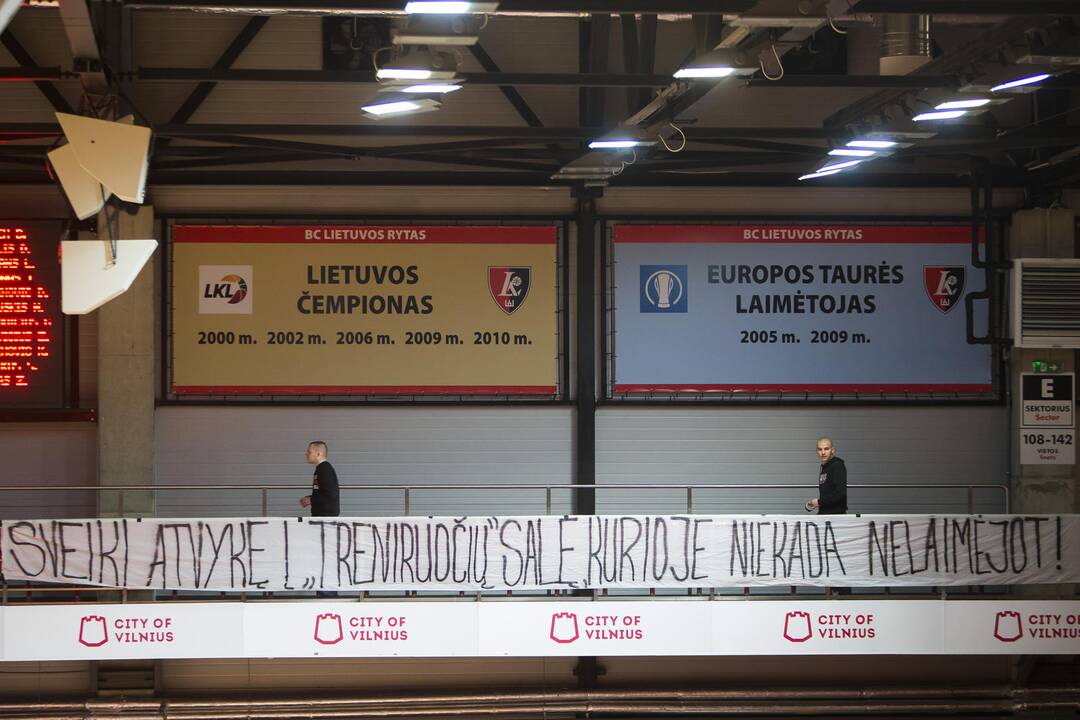 BC LIETUVOS RYTAS
LKL
LIETUVOS
ČEMPIONAS
2000 m. 2002 m. 2006 m. 2009 m. 2010 m.
BC LIETUVOS RYTAS
EUROPOS TAURĖS
LAIMĖTOJAS
2005 m. 2009 m.
E
SEKTORIUS
Sector
108-142
VIETOS
Seats
SVEIKI ATVYKĘ Į „TRENIRUOČIŲ“ SALĘ, KURIOJE NIEKADA NELAIMĖJOT!
CITY OF
VILNIUS
CITY OF
VILNIUS
CITY OF
VILNIUS
CITY OF
VILNIUS
CITY OF
VILNIUS